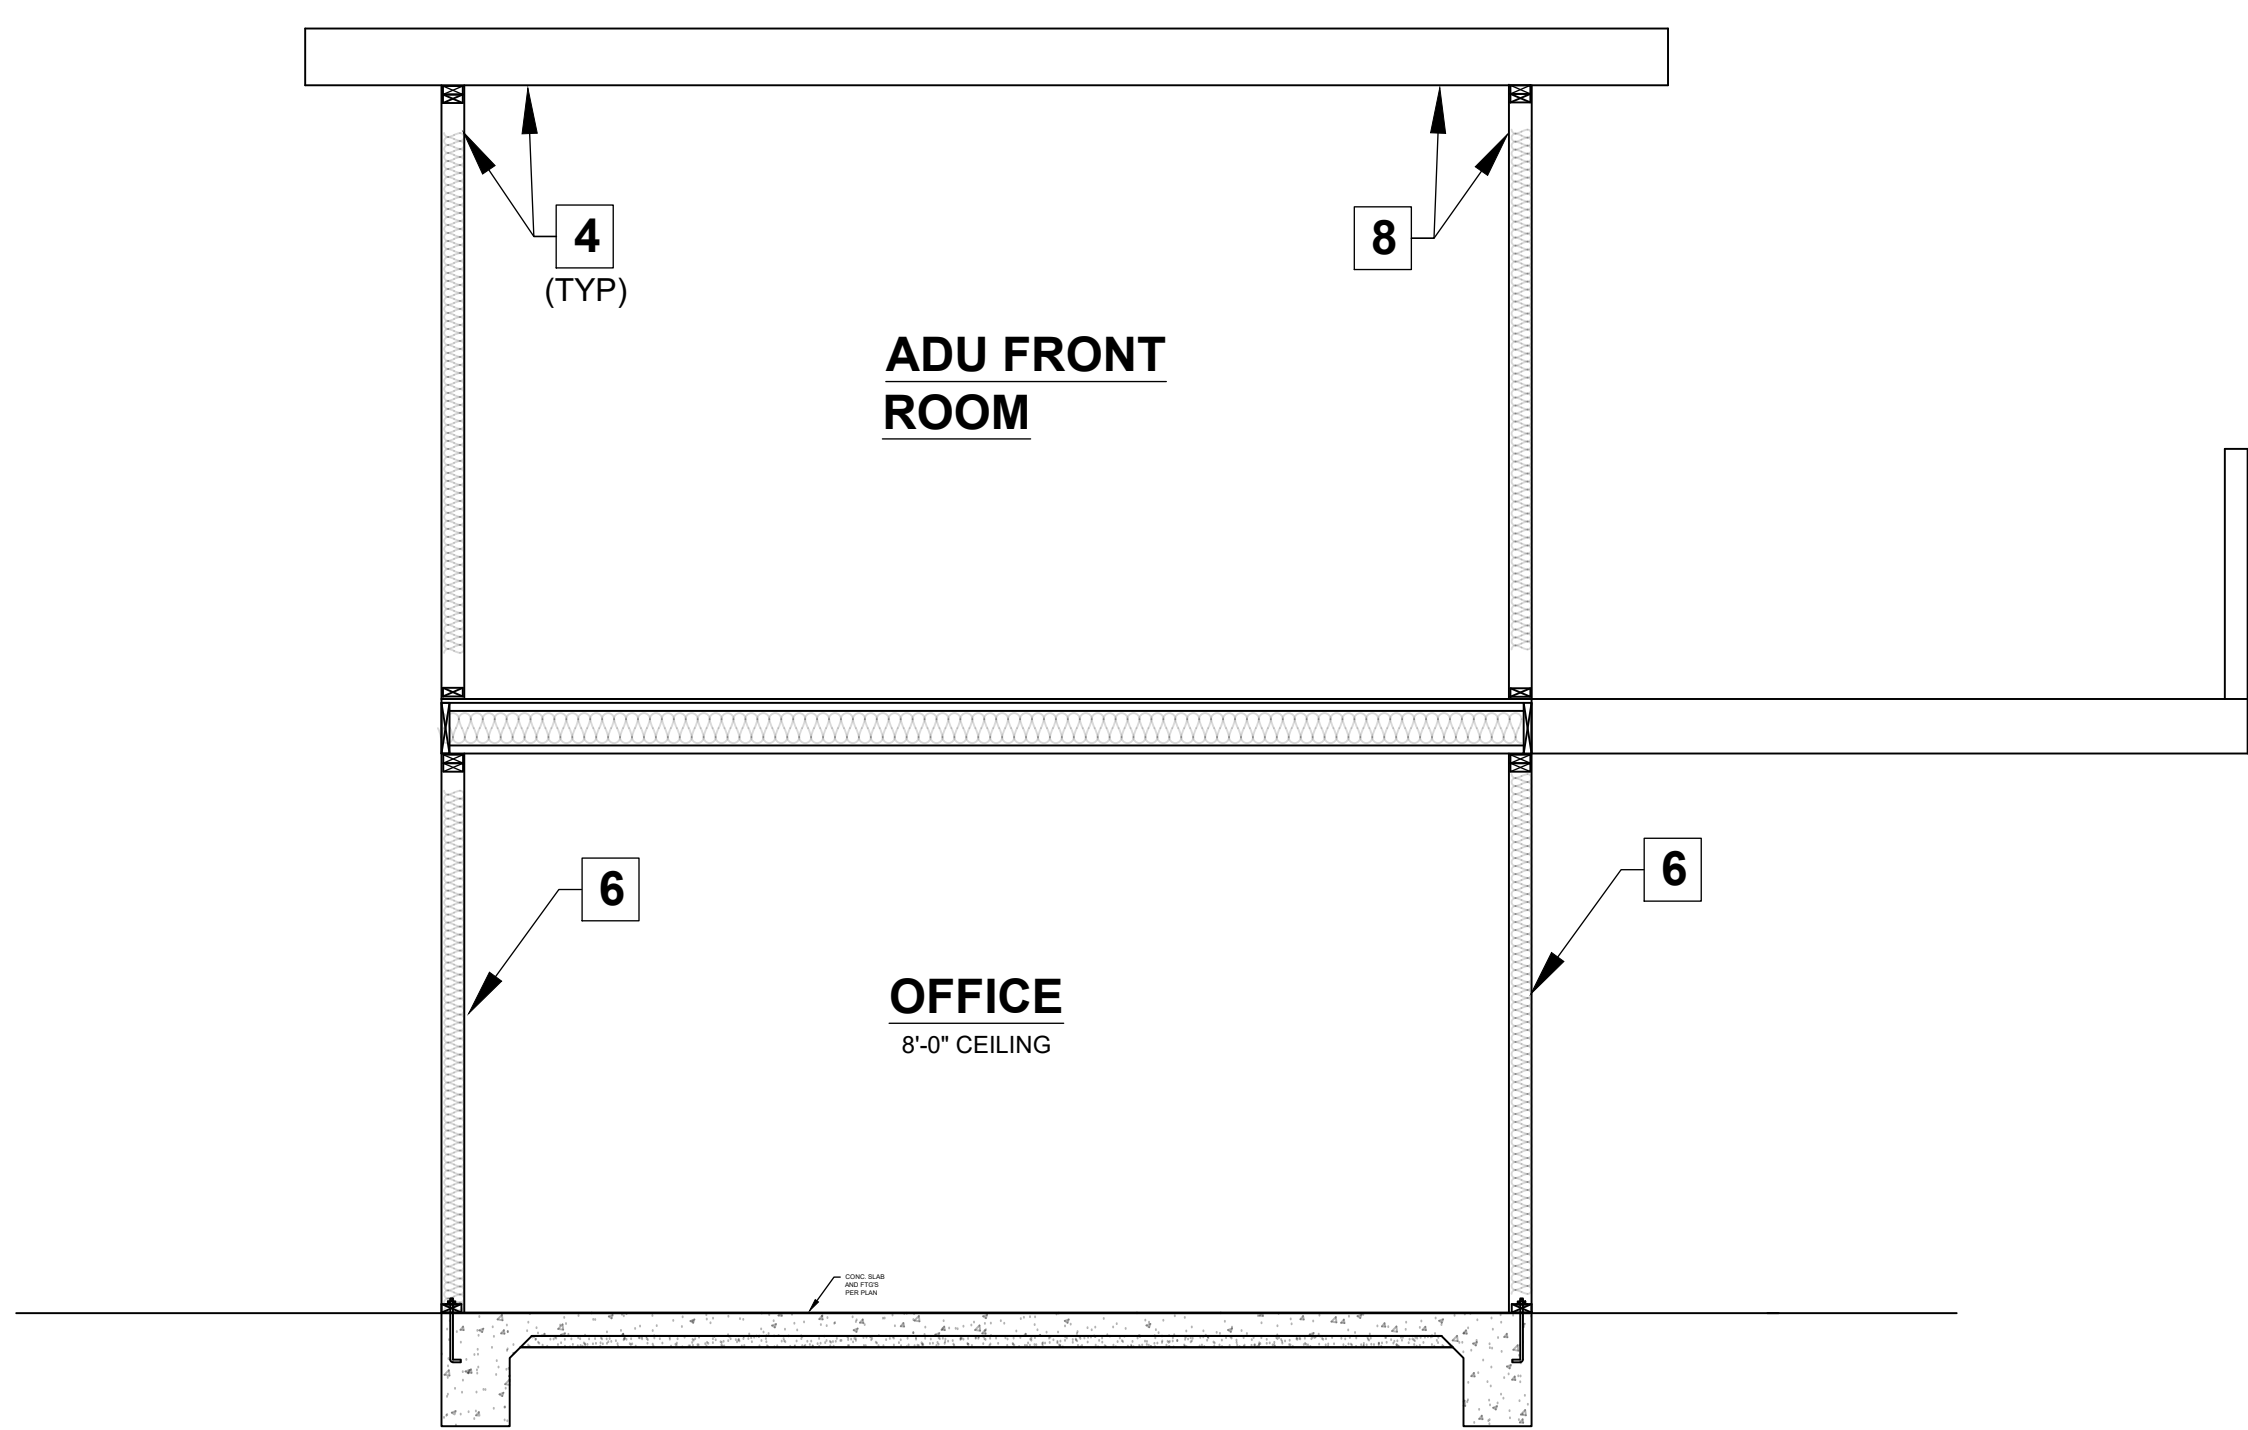 4
(TYP)
8
ADU FRONT
ROOM
6
6
OFFICE
8'-0" CEILING
CONC. SLAB
AND FTG'S
PER PLAN